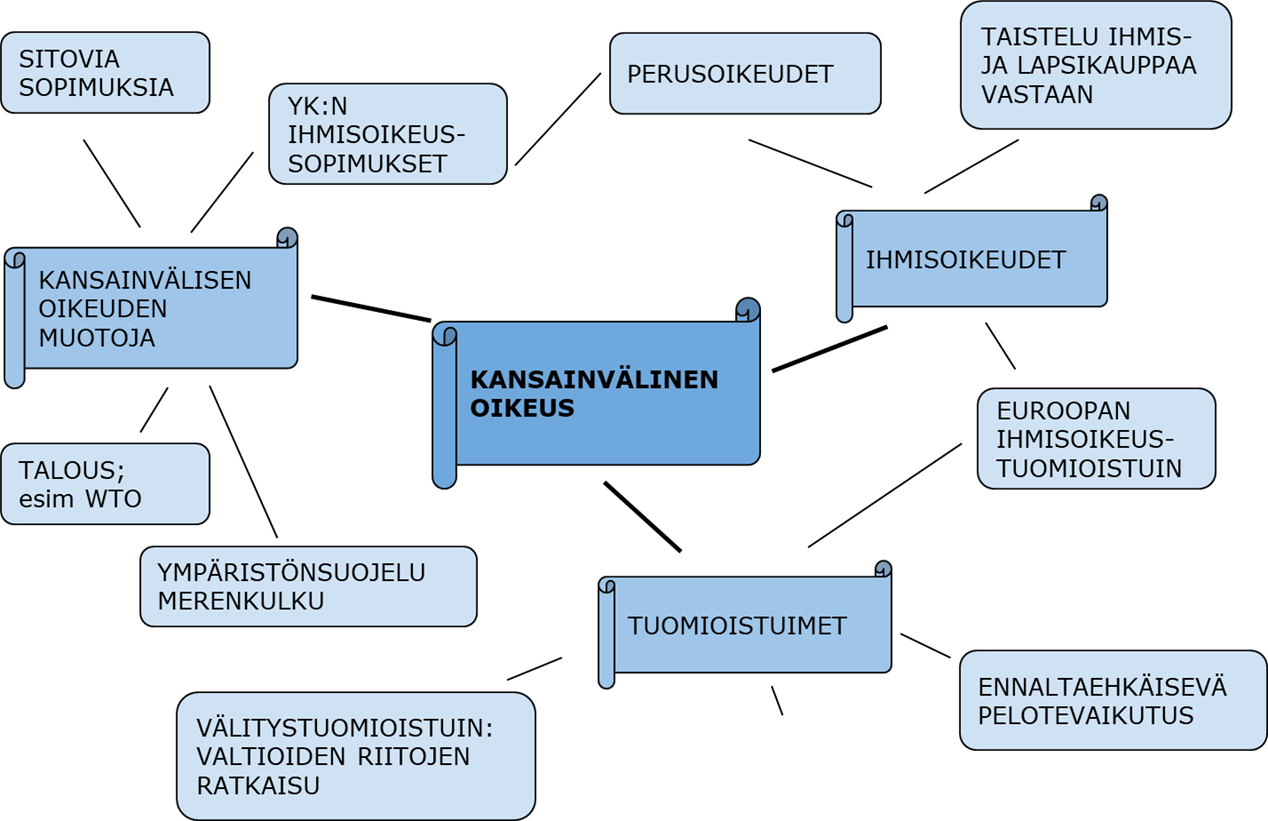 SITOVIA
SOPIMUKSIA
YK:N
IHMISOIKEUS-
SOPIMUKSET
PERUSOIKEUDET
TAISTELU IHMIS-
JA LAPSIKAUPPAA
VASTAAN
KANSAINVÄLISEN
OIKEUDEN
MUOTOJA
IHMISOIKEUDET
KANSAINVÄLINEN
OIKEUS
TALOUS;
esim WTO
EUROOPAN
IHMISOIKEUS-
TUOMIOISTUIN
YMPÄRISTÖNSUOJELU
MERENKULKU
TUOMIOISTUIMET
VÄLITYSTUOMIOISTUIN:
VALTIOIDEN RIITOJEN
RATKAISU
ENNALTAEHKÄISEVÄ
PELOTEVAIKUTUS